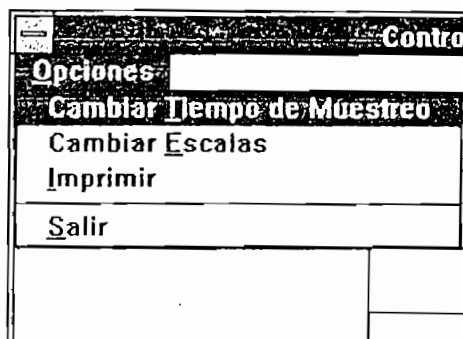 Contro
Opciones
Cambiar Tiempo de Muestreo
Cambiar Escalas
Imprimir
Salir